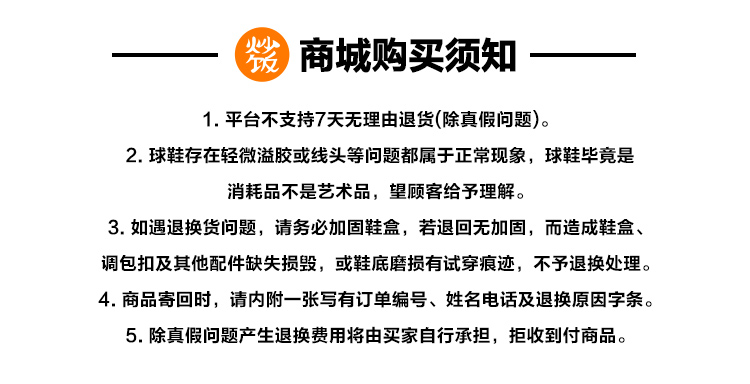 炒饭
商城购买须知
1. 平台不支持7天无理由退货(除真假问题)。
2. 球鞋存在轻微溢胶或线头等问题都属于正常现象，球鞋毕竟是
消耗品不是艺术品，望顾客给予理解。
3. 如遇退换货问题，请务必加固鞋盒，若退回无加固，而造成鞋盒、
调包扣及其他配件缺失损毁，或鞋底磨损有试穿痕迹，不予退换处理。
4. 商品寄回时，请内附一张写有订单编号、姓名电话及退换原因字条。
5. 除真假问题产生退换费用将由买家自行承担，拒收到付商品。